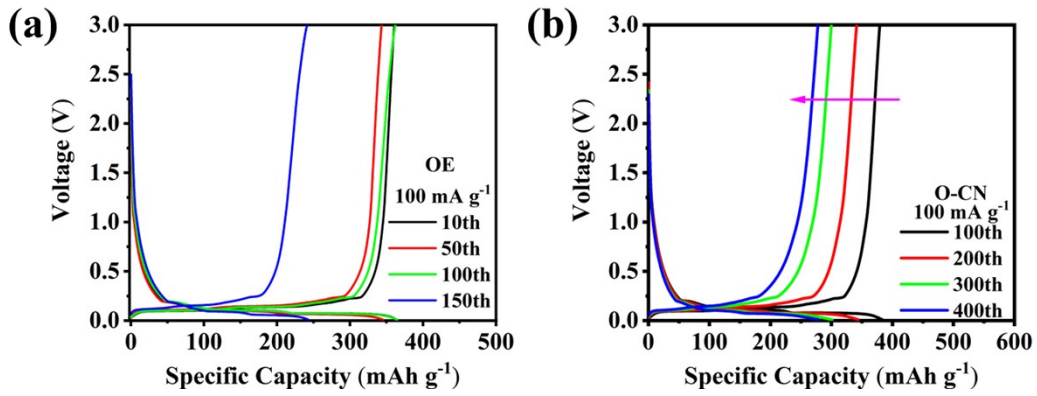 (a)
3.0
2.5
2.0
1.5
1.0
0.5
0.0
Voltage (V)
OE
100 mA g⁻¹
10th
50th
100th
150th
0 100 200 300 400 500
Specific Capacity (mAh g⁻¹)
(b)
3.0
2.5
2.0
1.5
1.0
0.5
0.0
Voltage (V)
O-CN
100 mA g⁻¹
100th
200th
300th
400th
0 100 200 300 400 500 600
Specific Capacity (mAh g⁻¹)